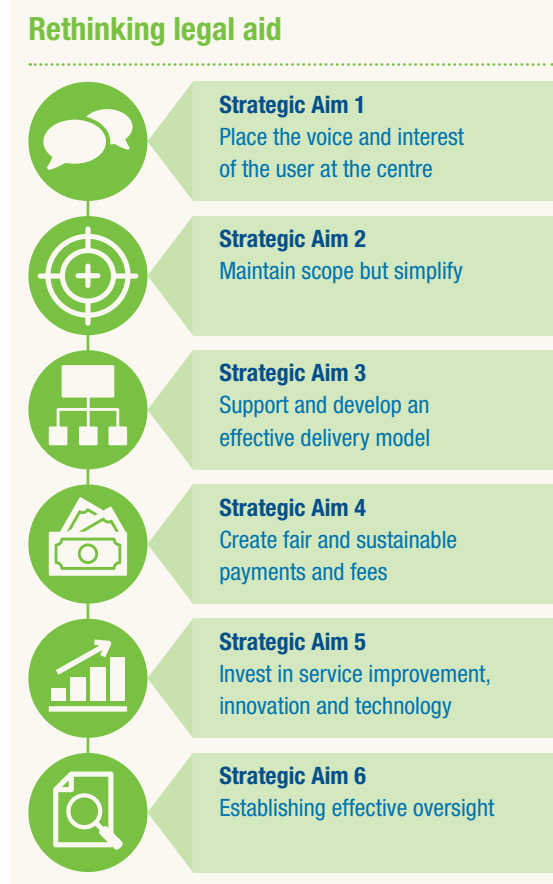 Rethinking legal aid
Strategic Aim 1
Place the voice and interest
of the user at the centre
Strategic Aim 2
Maintain scope but simplify
Strategic Aim 3
Support and develop an
effective delivery model
Strategic Aim 4
Create fair and sustainable
payments and fees
Strategic Aim 5
Invest in service improvement,
innovation and technology
Strategic Aim 6
Establishing effective oversight